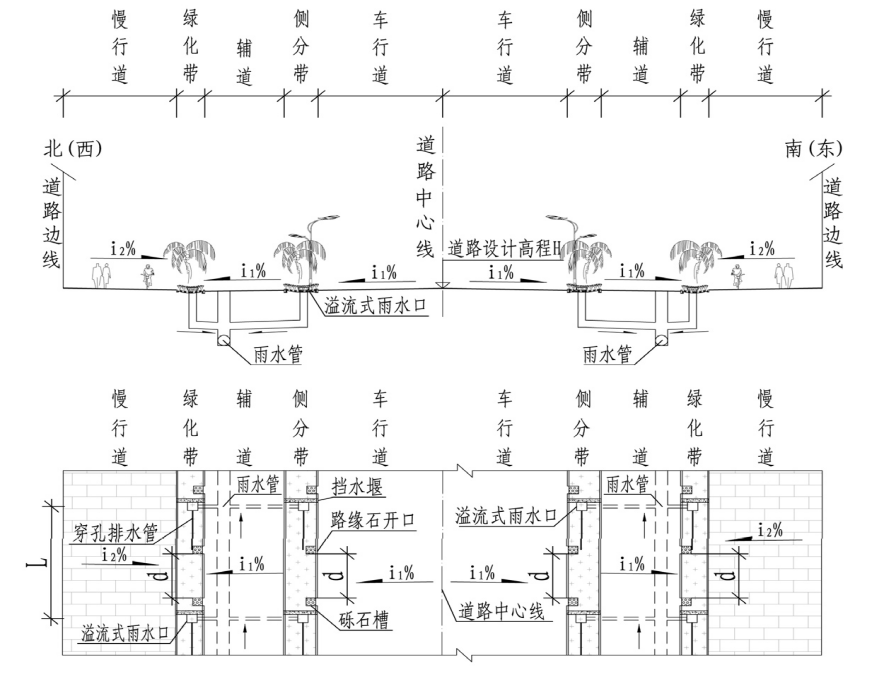 慢行道
绿化带
辅道
侧分带
车行道
车行道
侧分带
辅道
绿化带
慢行道
北(西)
道路中心线
南(东)
道路边线
道路边线
i2%
i1%
i1%
道路设计高程H
i1%
i1%
i2%
溢流式雨水口
雨水管
雨水管
慢行道
绿化带
辅道
侧分带
车行道
车行道
侧分带
辅道
绿化带
慢行道
雨水管
挡水堰
雨水管
溢流式雨水口
路缘石开口
穿孔排水管
i2%
i2%
L
d
i1%
d
i1%
i1%
d
i1%
d
道路中心线
砾石槽
溢流式雨水口